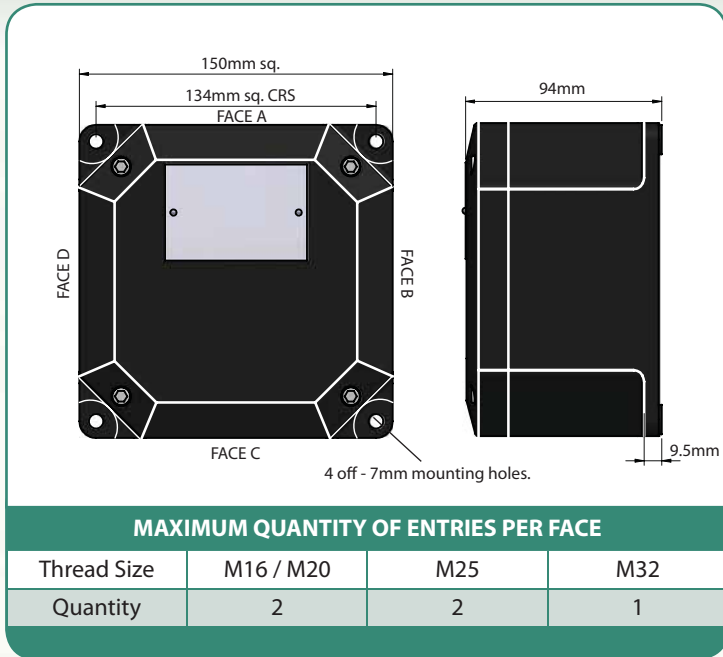 150mm sq.
134mm sq. CRS
FACE A
94mm
FACE D
FACE B
FACE C
4 off - 7mm mounting holes.
9.5mm
MAXIMUM QUANTITY OF ENTRIES PER FACE
Thread Size M16 / M20 M25 M32
Quantity 2 2 1